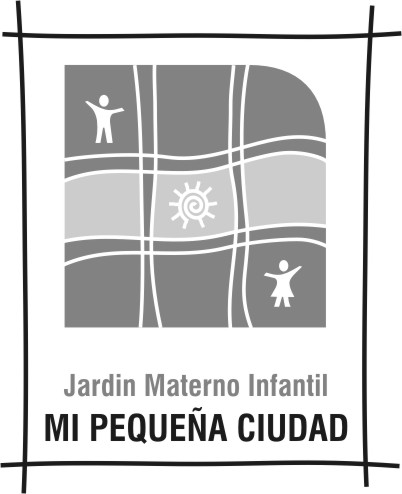 Jardin Materno Infantil
MI PEQUEÑA CIUDAD